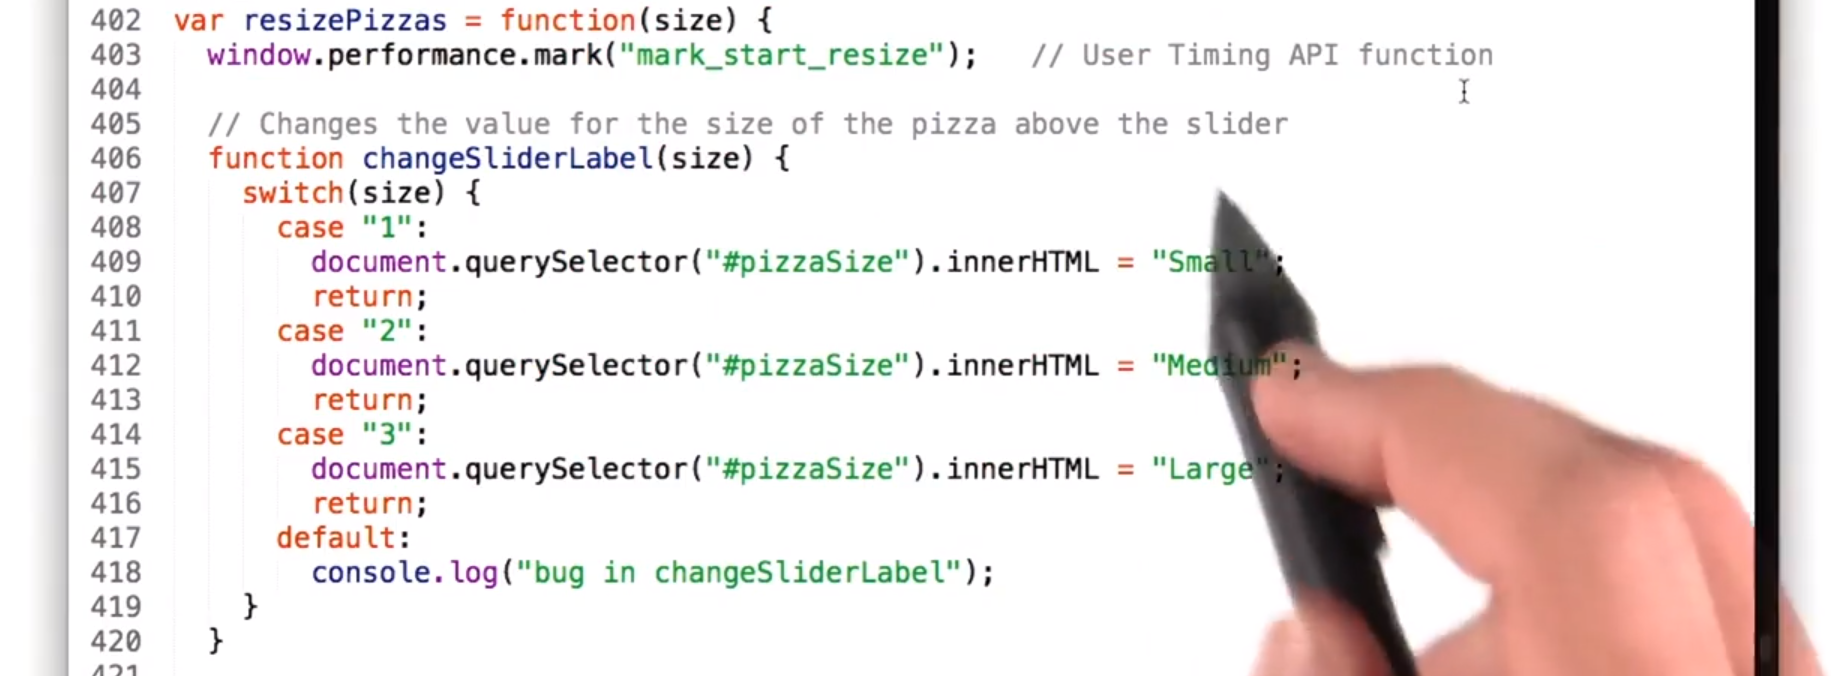 402 var resizePizzas = function(size) {
403 window.performance.mark("mark_start_resize"); // User Timing API function
404
405 // Changes the value for the size of the pizza above the slider
406 function changeSliderLabel(size) {
407 switch(size) {
408 case "1":
409 document.querySelector("#pizzaSize").innerHTML = "Small";
410 return;
411 case "2":
412 document.querySelector("#pizzaSize").innerHTML = "Medium";
413 return;
414 case "3":
415 document.querySelector("#pizzaSize").innerHTML = "Large";
416 return;
417 default:
418 console.log("bug in changeSliderLabel");
419 }
420 }
421